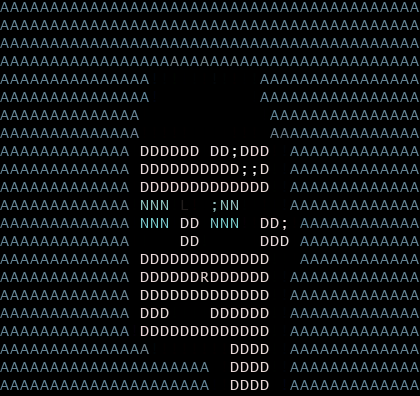 AAAAAAAAAAAAAAAAAAAAAAAAAAAAAAAAAAAAAAAAAA
AAAAAAAAAAAAAAAAAAAAAAAAAAAAAAAAAAAAAAAAAA
AAAAAAAAAAAAAAAAAAAAAAAAAAAAAAAAAAAAAAAAAA
AAAAAAAAAAAAAAAAAAAAAAAAAAAAAAAAAAAAAAAAAA
AAAAAAAAAAAAAAA           AAAAAAAAAAAAAAAA
AAAAAAAAAAAAAAA           AAAAAAAAAAAAAAAA
AAAAAAAAAAAAAA             AAAAAAAAAAAAAAA
AAAAAAAAAAAAAA             AAAAAAAAAAAAAAA
AAAAAAAAAAAAA DDDDDD DD;DDD  AAAAAAAAAAAAA
AAAAAAAAAAAAA DDDDDDDDDD;;D  AAAAAAAAAAAAA
AAAAAAAAAAAAA DDDDDDDDDDDDD  AAAAAAAAAAAAA
AAAAAAAAAAAAA NNN L  ;NN     AAAAAAAAAAAAA
AAAAAAAAAAAAA NNN DD NNN  DD; AAAAAAAAAAAA
AAAAAAAAAAAAA     DD      DDD AAAAAAAAAAAA
AAAAAAAAAAAAA DDDDDDDDDDDDD   AAAAAAAAAAAA
AAAAAAAAAAAAA DDDDDDRDDDDDD  AAAAAAAAAAAAA
AAAAAAAAAAAAA DDDDDDDDDDDDD  AAAAAAAAAAAAA
AAAAAAAAAAAAA DDD    DDDDDD  AAAAAAAAAAAAA
AAAAAAAAAAAAA DDDDDDDDDDDDD  AAAAAAAAAAAAA
AAAAAAAAAAAAAAA        DDDD  AAAAAAAAAAAAA
AAAAAAAAAAAAAAAAAAAAA  DDDD  AAAAAAAAAAAAA
AAAAAAAAAAAAAAAAAAAAA  DDDD  AAAAAAAAAAAAA